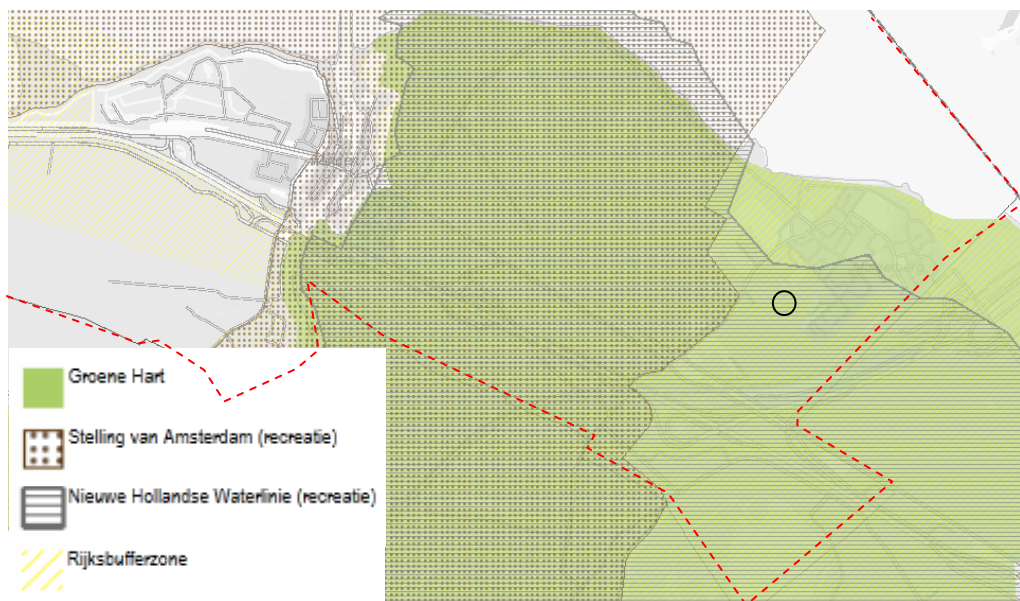 Groene Hart
Stelling van Amsterdam (recreatie)
Nieuwe Hollandse Waterlinie (recreatie)
Rijksbufferzone